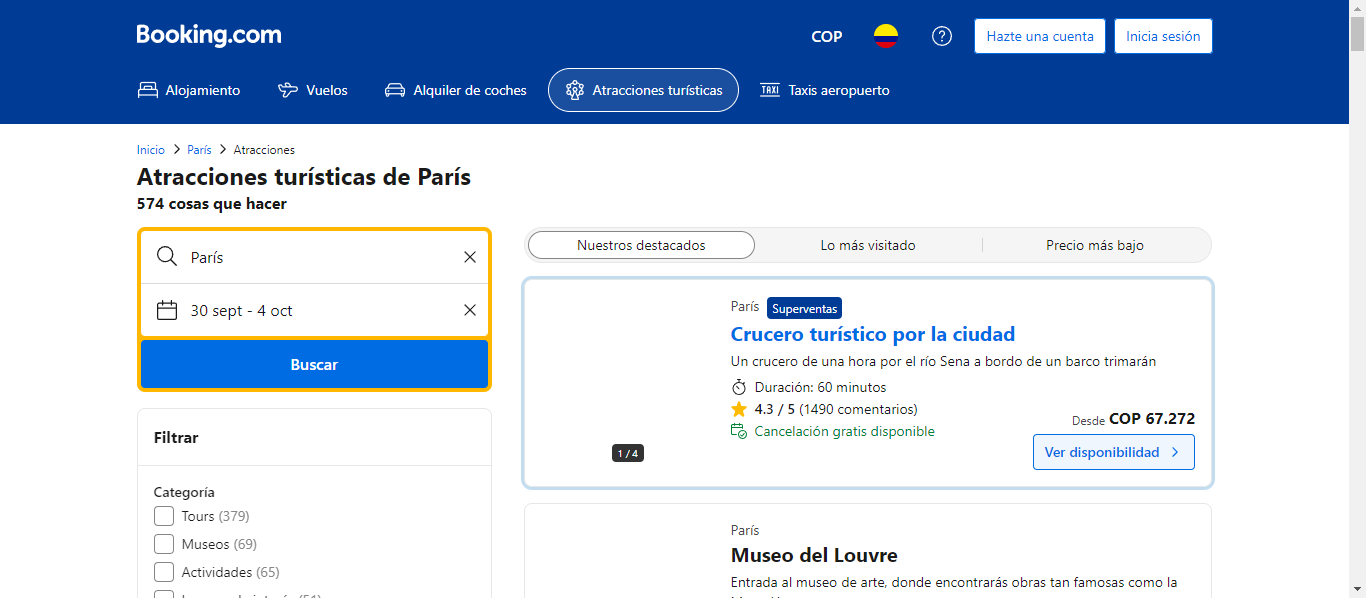 Booking.com
COP
Hazte una cuenta
Inicia sesión
Alojamiento
Vuelos
Alquiler de coches
Atracciones turísticas
TAXI
Taxis aeropuerto
Inicio > París > Atracciones
Atracciones turísticas de París
574 cosas que hacer
París
30 sept - 4 oct
Buscar
Filtrar
Categoría
Tours (379)
Museos (69)
Actividades (65)
Nuestros destacados
Lo más visitado
Precio más bajo
1 / 4
París
Superventas
Crucero turístico por la ciudad
Un crucero de una hora por el río Sena a bordo de un barco trimarán
Duración: 60 minutos
4.3 / 5 (1490 comentarios)
Cancelación gratis disponible
Desde COP 67.272
Ver disponibilidad
París
Museo del Louvre
Entrada al museo de arte, donde encontrarás obras tan famosas como la